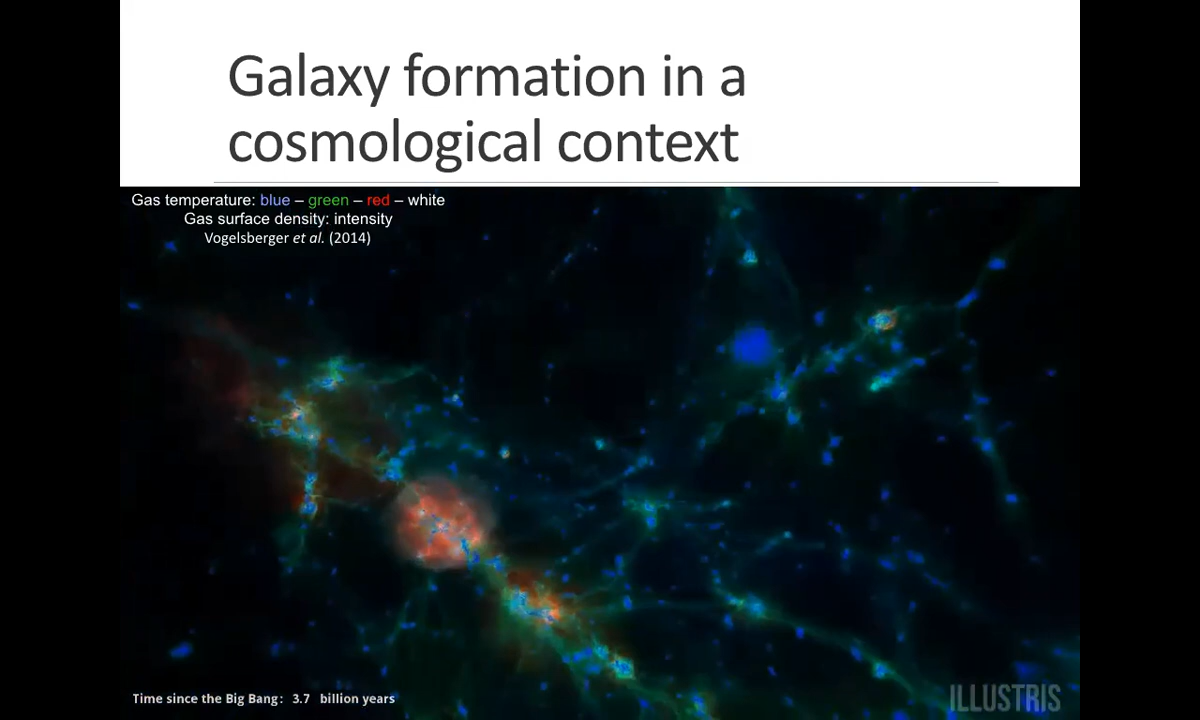 Galaxy formation in a
cosmological context
Gas temperature: blue – green – red – white
Gas surface density: intensity
Vogelsberger et al. (2014)
Time since the Big Bang: 3.7 billion years
ILLUSTRIS